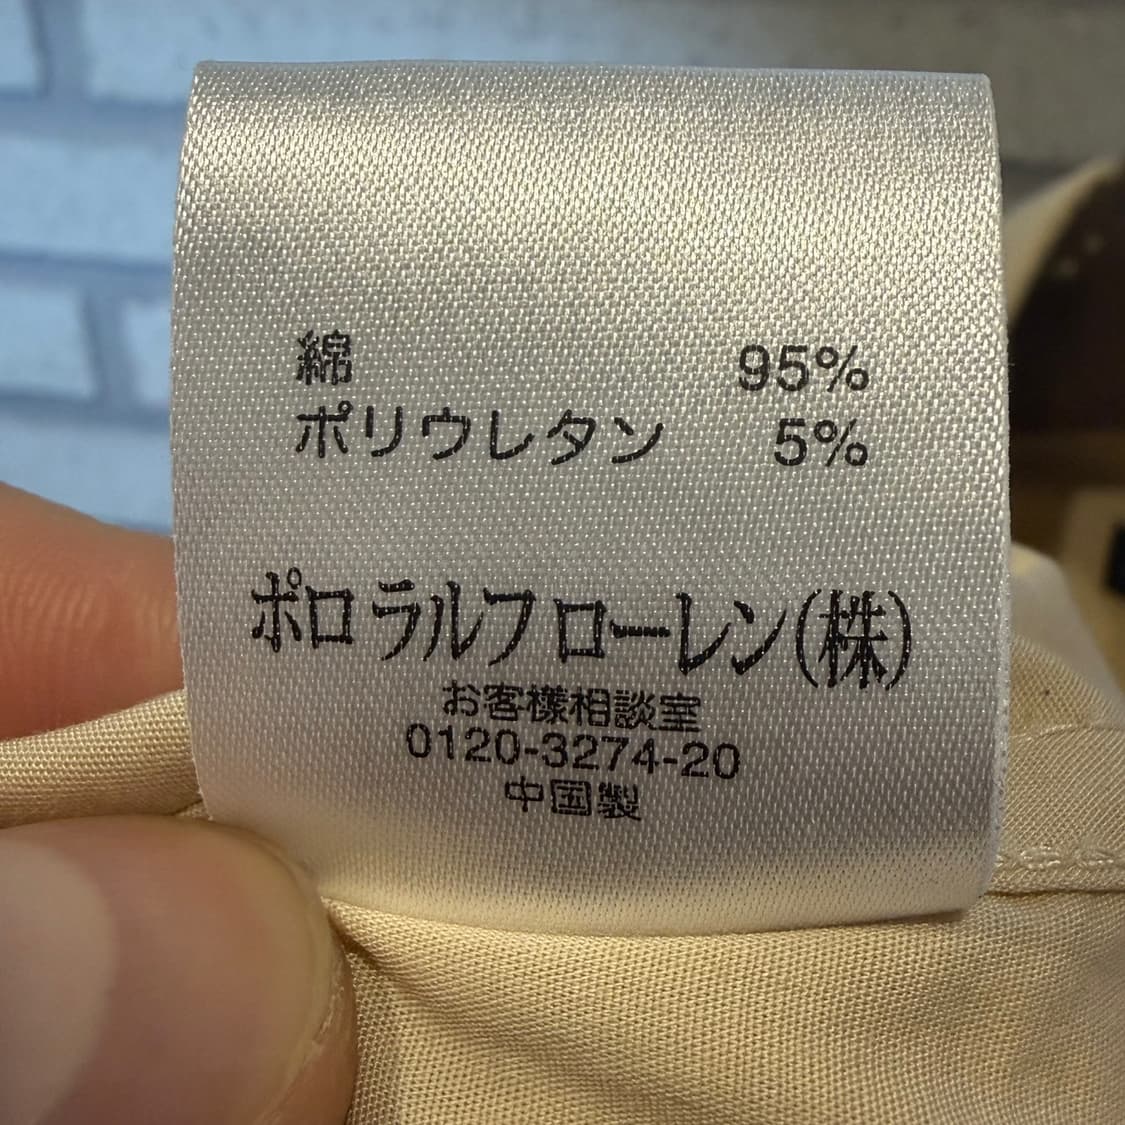 綿 95%
ポリウレタン 5%
ポロ ラルフ ローレン(株)
お客様相談室
0120-3274-20
中国製